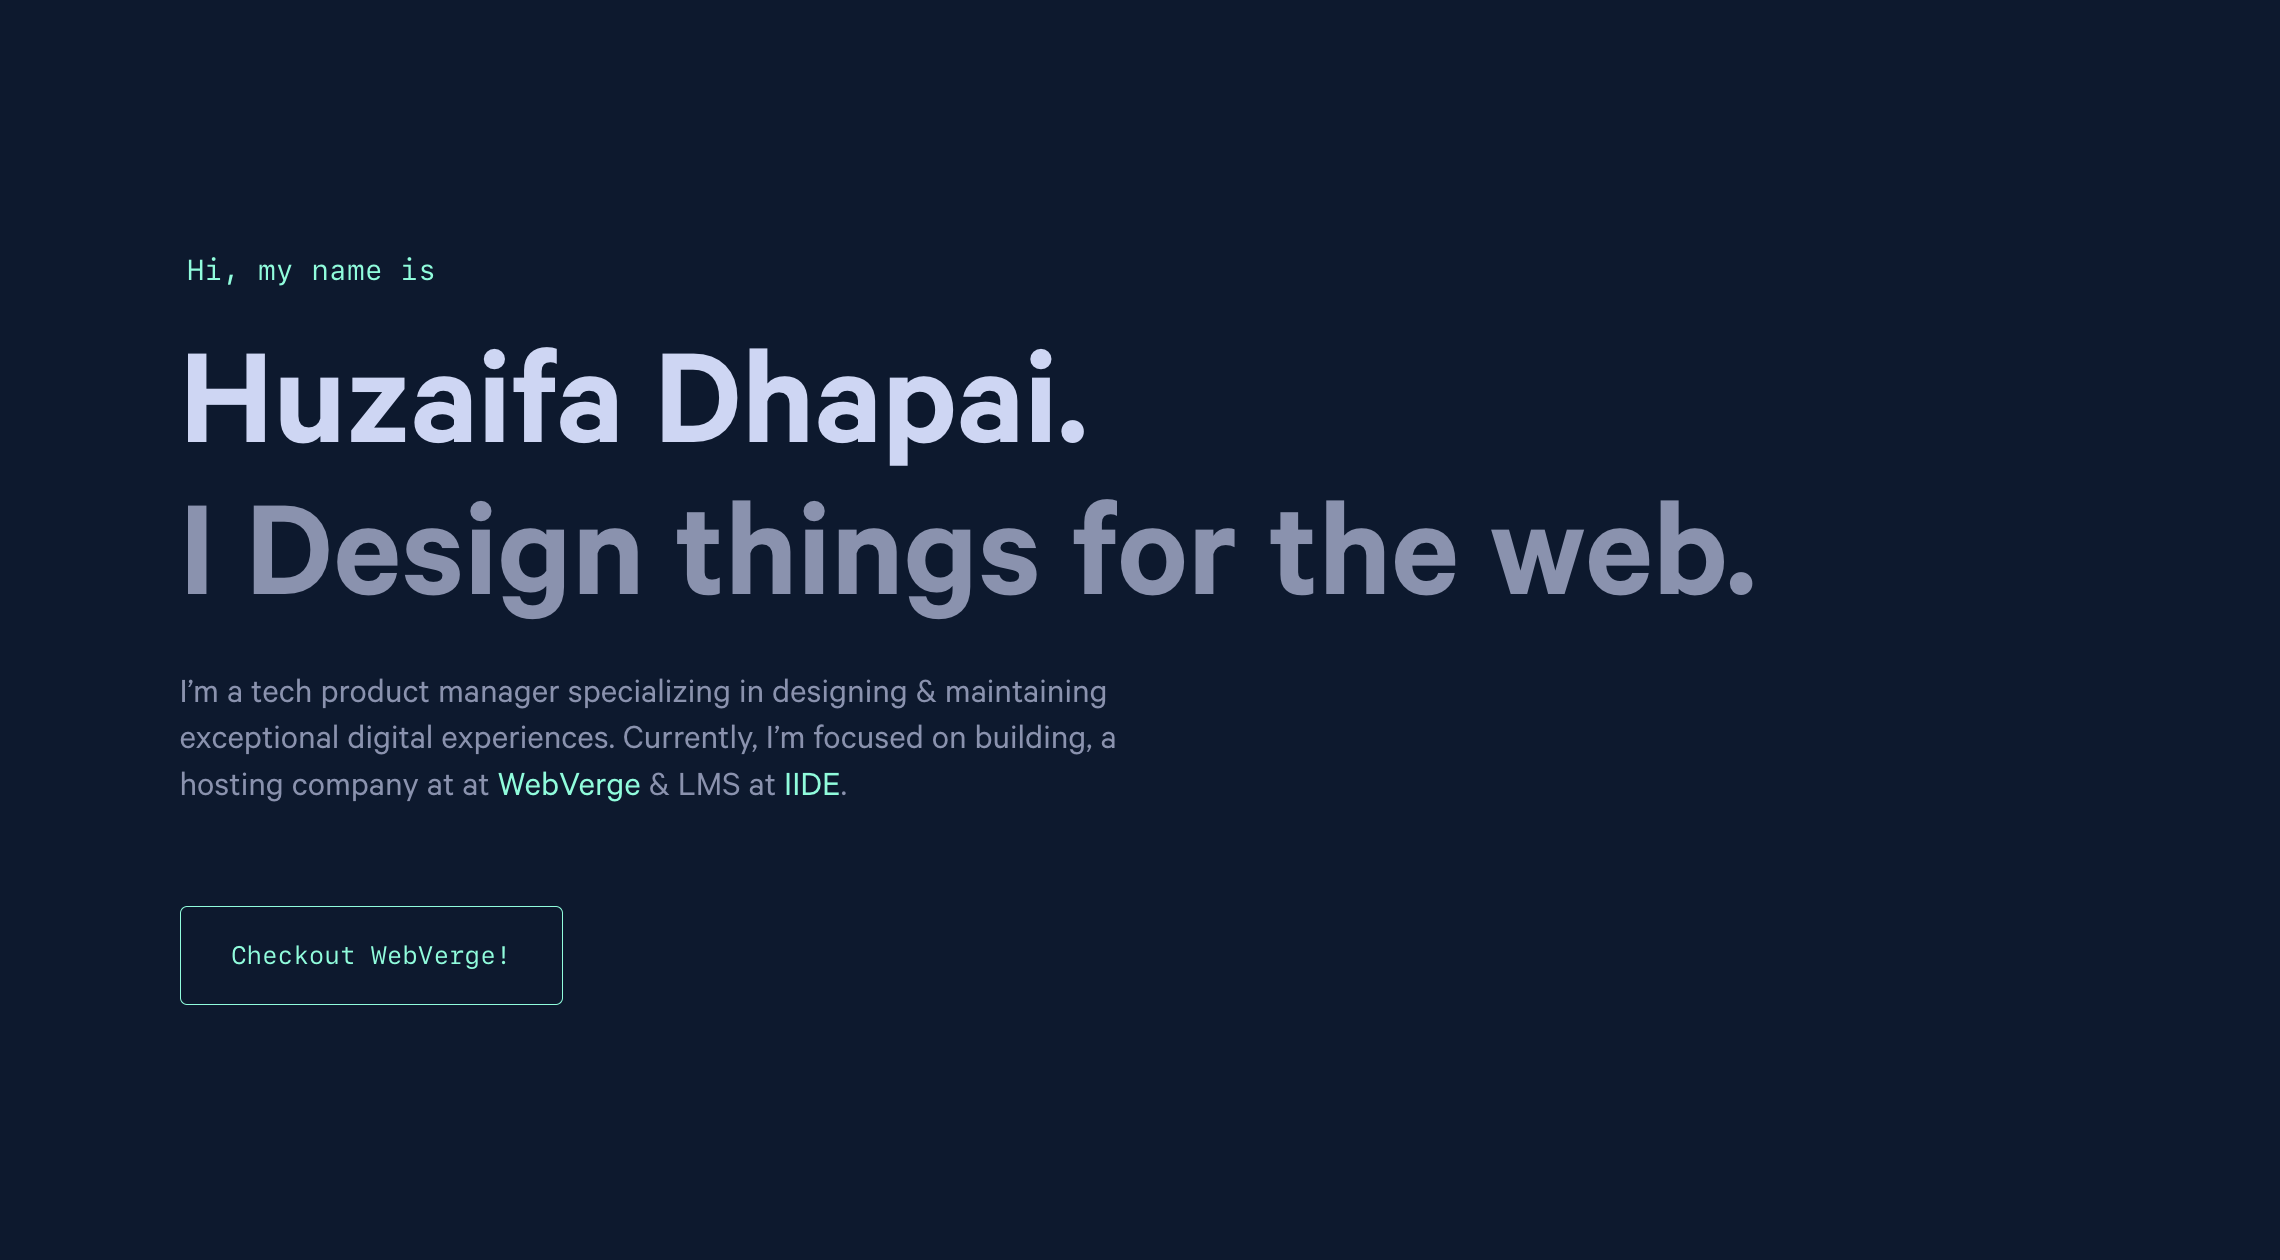 Hi, my name is
Huzaifa Dhapai.
I Design things for the web.
I’m a tech product manager specializing in designing & maintaining
exceptional digital experiences. Currently, I’m focused on building, a
hosting company at at WebVerge & LMS at IIDE.
Checkout WebVerge!